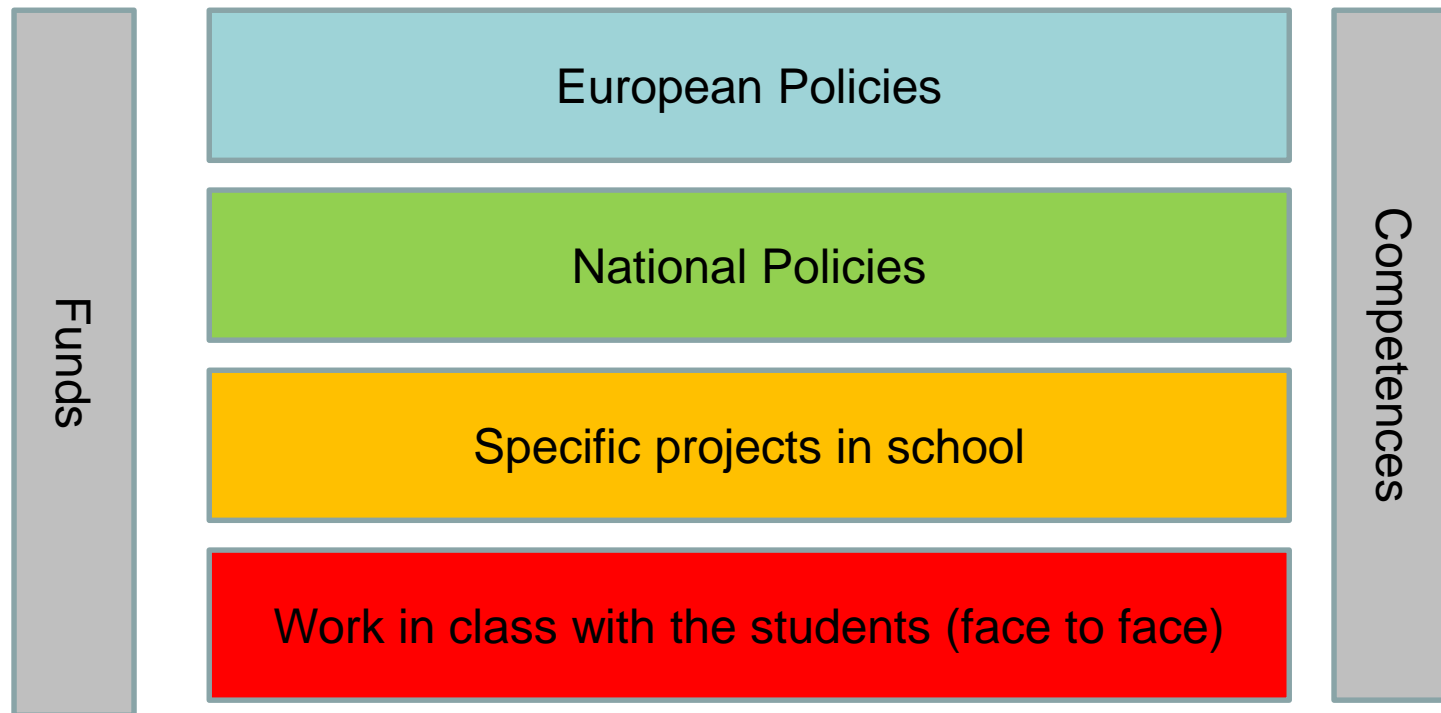 Funds
European Policies
National Policies
Specific projects in school
Work in class with the students (face to face)
Competences